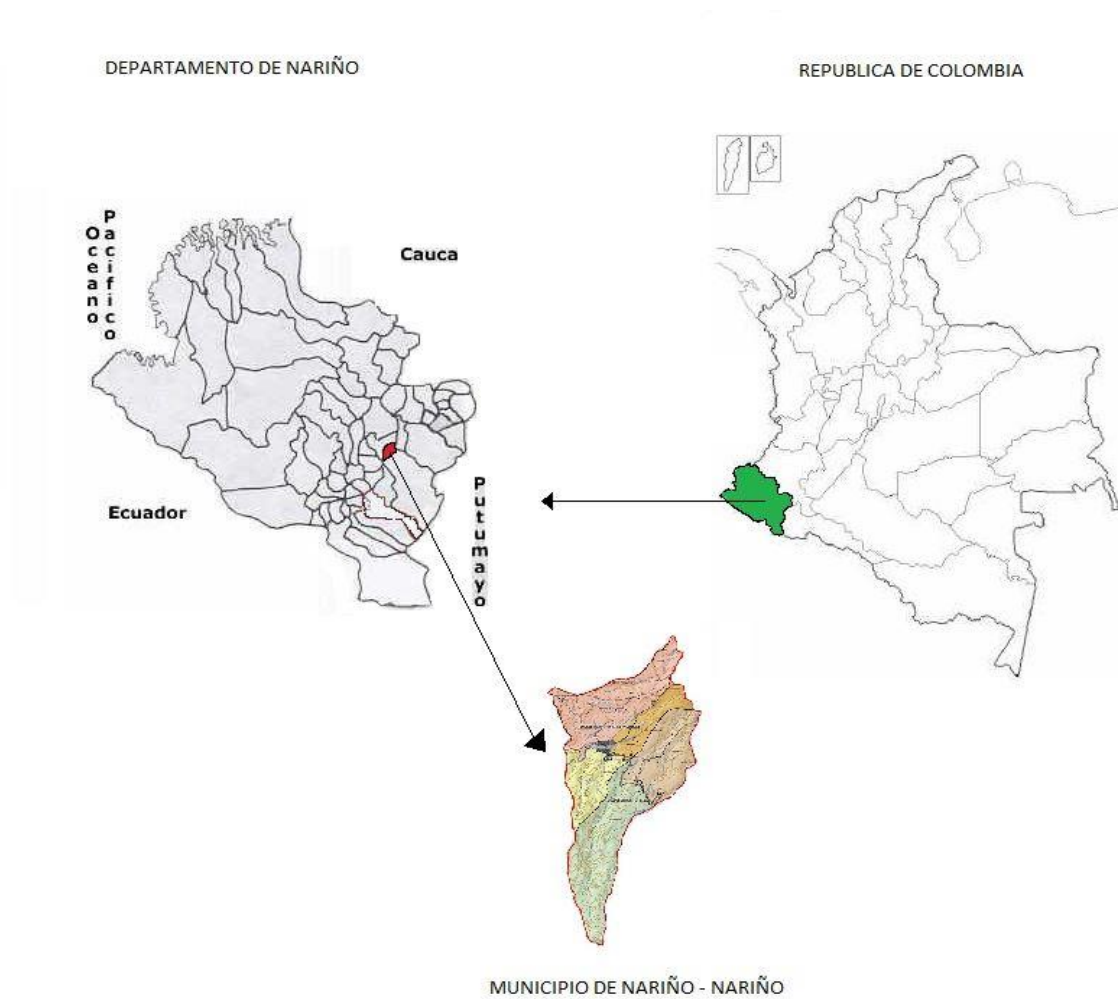 DEPARTAMENTO DE NARIÑO
REPUBLICA DE COLOMBIA
Oceano
Pacifico
Cauca
Ecuador
Putumayo
MUNICIPIO DE NARIÑO - NARIÑO